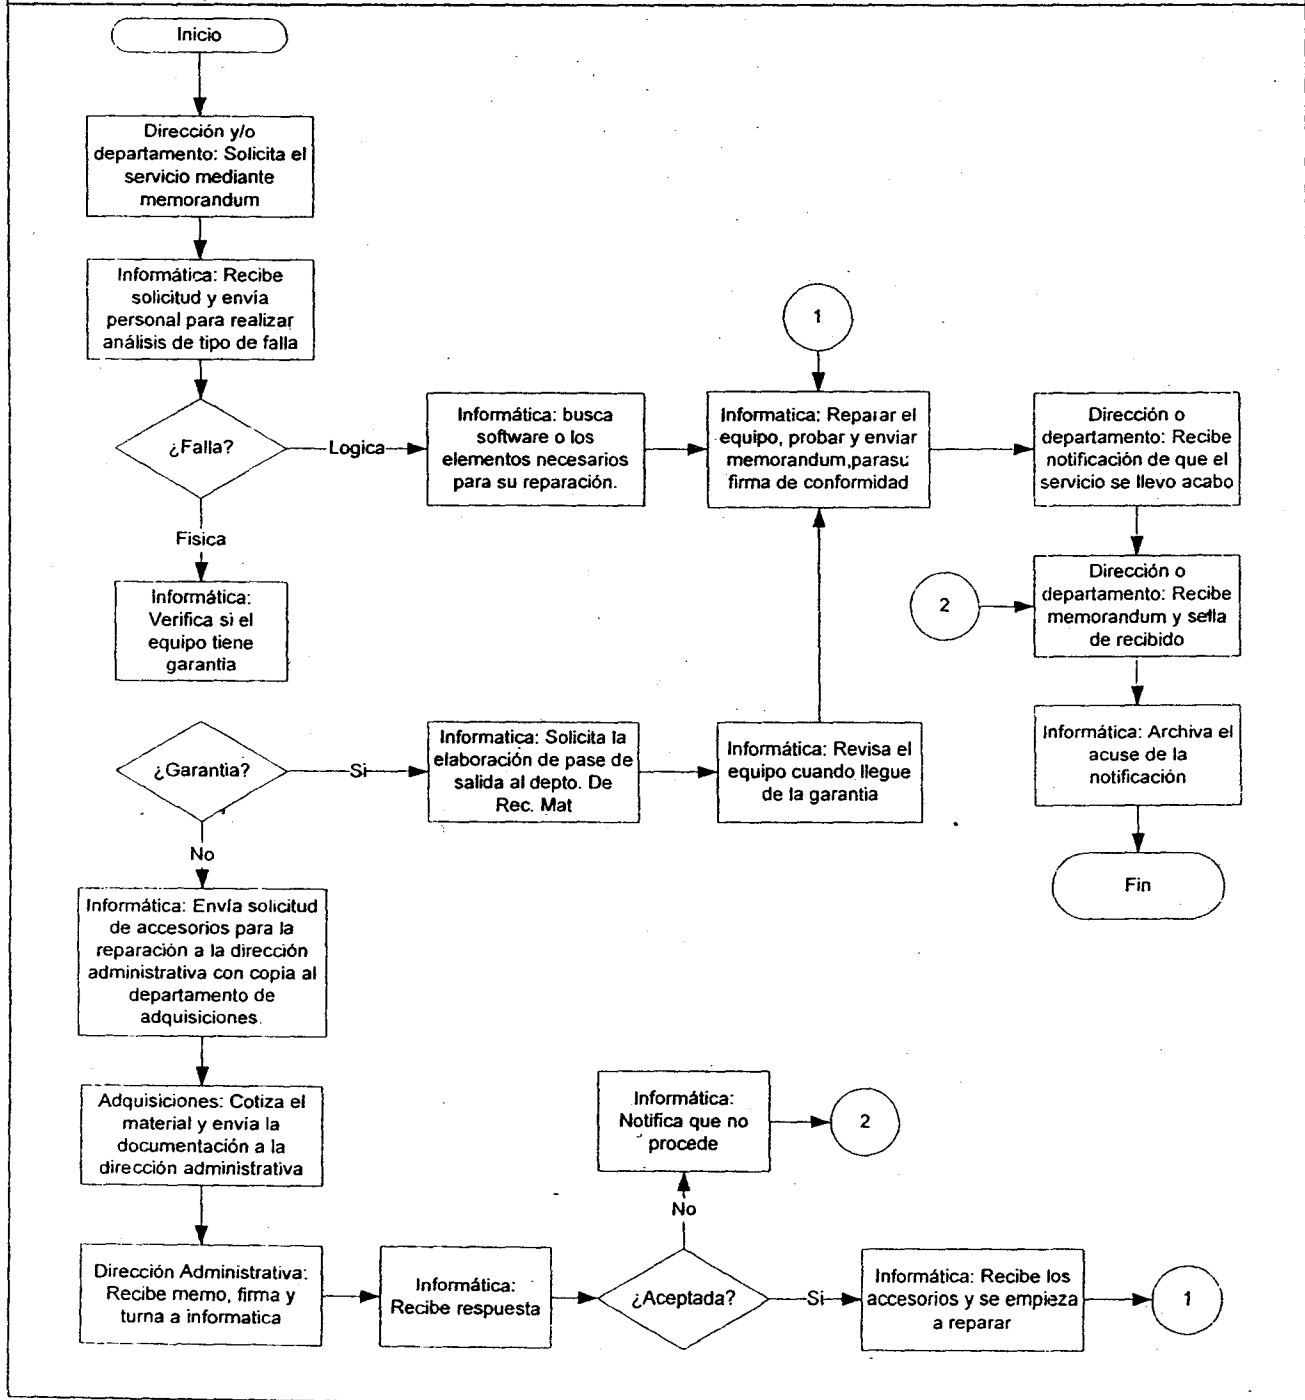 Inicio
Dirección y/o
departamento: Solicita el
servicio mediante
memorandum
Informática: Recibe
solicitud y envía
personal para realizar
análisis de tipo de falla
¿Falla?
Logica
Informática: busca
software o los
elementos necesarios
para su reparación.
1
Informatica: Reparar el
equipo, probar y enviar
memorandum,parasu
firma de conformidad
Dirección o
departamento: Recibe
notificación de que el
servicio se llevo acabo
Fisica
Informática:
Verifica si el
equipo tiene
garantia
2
Dirección o
departamento: Recibe
memorandum y sella
de recibido
¿Garantia?
Si
Informatica: Solicita la
elaboración de pase de
salida al depto. De
Rec. Mat
Informática: Revisa el
equipo cuando llegue
de la garantia
Informática: Archiva el
acuse de la
notificación
Fin
No
Informática: Envía solicitud
de accesorios para la
reparación a la dirección
administrativa con copia al
departamento de
adquisiciones.
Adquisiciones: Cotiza el
material y envía la
documentación a la
dirección administrativa
Informática:
Notifica que no
procede
2
No
Dirección Administrativa:
Recibe memo, firma y
turna a informatica
Informática:
Recibe respuesta
¿Aceptada?
Si
Informática: Recibe los
accesorios y se empieza
a reparar
1